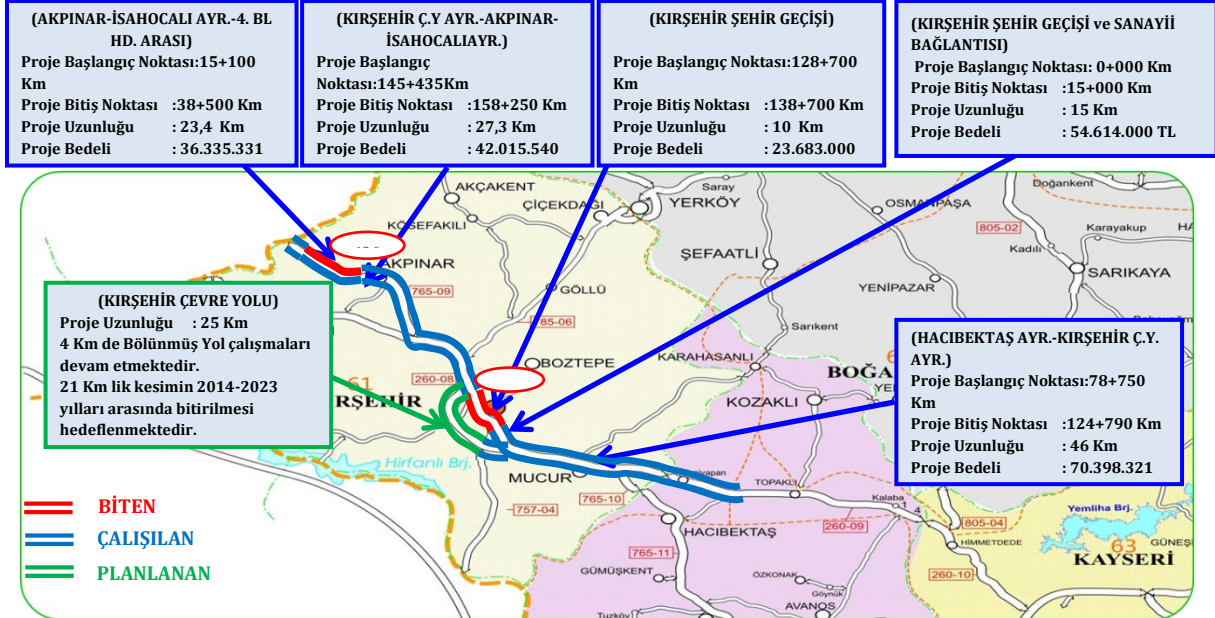 (AKPINAR-İSAHOCALI AYR.-4. BL
HD. ARASI)
Proje Başlangıç Noktası:15+100
Km
Proje Bitiş Noktası :38+500 Km
Proje Uzunluğu : 23,4 Km
Proje Bedeli : 36.335.331
(KIRŞEHİR Ç.Y AYR.-AKPINAR-
İSAHOCALIAYR.)
Proje Başlangıç
Noktası:145+435Km
Proje Bitiş Noktası :158+250 Km
Proje Uzunluğu : 27,3 Km
Proje Bedeli : 42.015.540
(KIRŞEHİR ŞEHİR GEÇİŞİ)
Proje Başlangıç Noktası:128+700
Km
Proje Bitiş Noktası :138+700 Km
Proje Uzunluğu : 10 Km
Proje Bedeli : 23.683.000
(KIRŞEHİR ŞEHİR GEÇİŞİ ve SANAYİİ
BAĞLANTISI)
Proje Başlangıç Noktası: 0+000 Km
Proje Bitiş Noktası :15+000 Km
Proje Uzunluğu : 15 Km
Proje Bedeli : 54.614.000 TL
(KIRŞEHİR ÇEVRE YOLU)
Proje Uzunluğu : 25 Km
4 Km de Bölünmüş Yol çalışmaları
devam etmektedir.
21 Km lik kesimin 2014-2023
yılları arasında bitirilmesi
hedeflenmektedir.
(HACIBEKTAŞ AYR.-KIRŞEHİR Ç.Y.
AYR.)
Proje Başlangıç Noktası:78+750
Km
Proje Bitiş Noktası :124+790 Km
Proje Uzunluğu : 46 Km
Proje Bedeli : 70.398.321
AKÇAKENT
ÇİÇEKDAĞI
Saray
YERKÖY
KÖSEFAKILI
AKPINAR
765-09
GÖLLÜ
785-06
BOZTEPE
260-08
61
RŞEHİR
Hirfanlı Brj.
MUCUR
765-10
757-04
ŞEFAATLİ
OSMANPAŞA
Doğankent
805-02
Karayakup
Kadılı
SARIKAYA
YENİPAZAR
Sarıkent
KARAHASANLI
BOĞA
KOZAKLI
TOPAKLI
Kalaba
260-09
HACIBEKTAŞ
765-11
GÜMÜŞKENT
ÖZKONAK
Göynük
AVANOS
Tuzköy
805-04
HİMMETDEDE
260-10
Yemliha Brj.
GÜNEŞ
63
KAYSERİ
BİTEN
ÇALIŞILAN
PLANLANAN